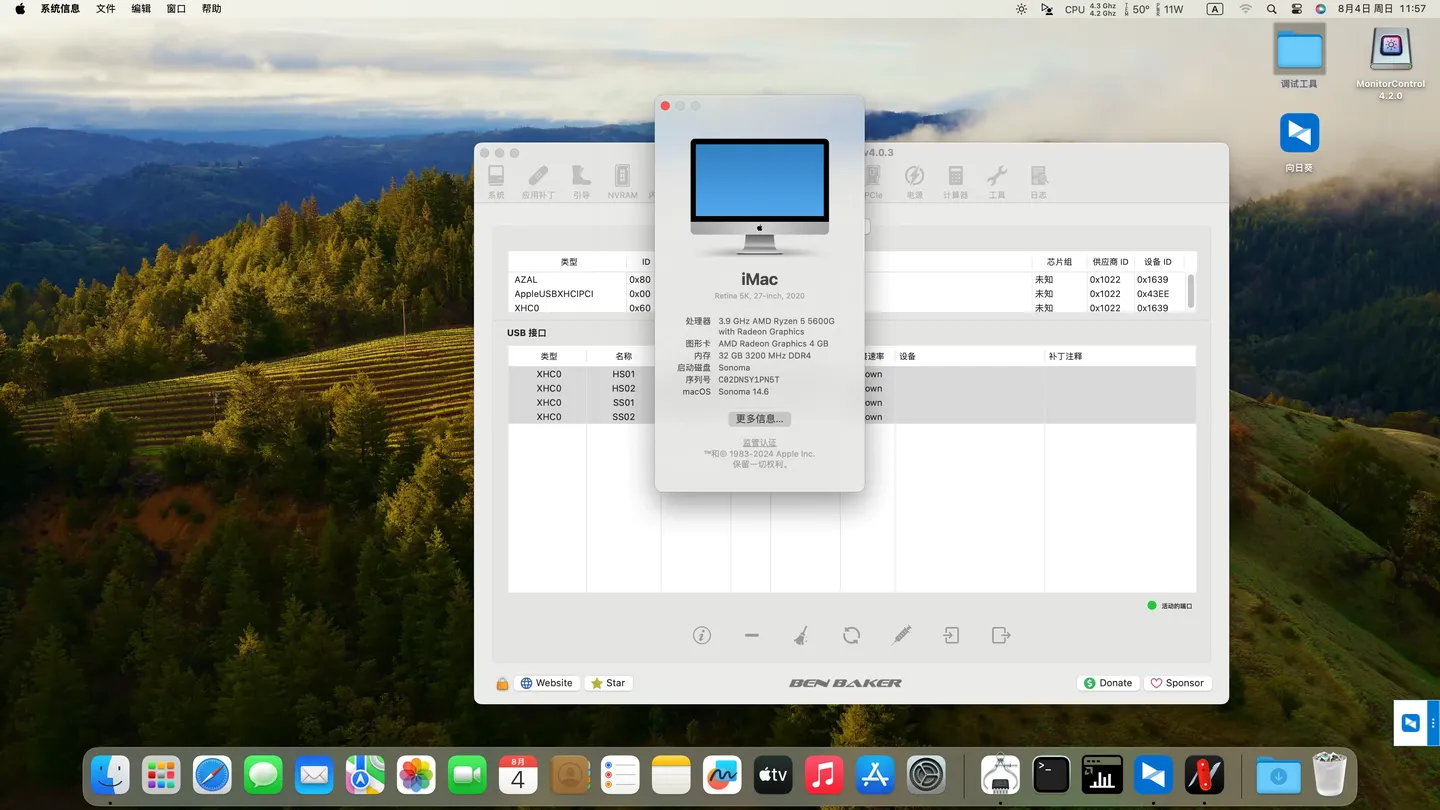 系统信息 文件 编辑 窗口 帮助
CPU 4.3 Ghz 4.2 Ghz 50° 11W A 8月4日 周日 11:57
调试工具
MonitorControl
4.2.0
向日葵
v4.0.3
系统 应用补丁 引导 NVRAM 内 PCIe 电源 计算器 工具 日志
类型 ID 芯片组 供应商 ID 设备 ID
AZAL 0x80 未知 0x1022 0x1639
AppleUSBXHCIPCI 0x00 未知 0x1022 0x43EE
XHC0 0x60 未知 0x1022 0x1639
USB 接口
类型 名称 速率 设备 补丁注释
XHC0 HS01 own
XHC0 HS02 own
XHC0 SS01 own
XHC0 SS02 own
iMac
Retina 5K, 27-inch, 2020
处理器 3.9 GHz AMD Ryzen 5 5600G
with Radeon Graphics
图形卡 AMD Radeon Graphics 4 GB
内存 32 GB 3200 MHz DDR4
启动磁盘 Sonoma
序列号 C02DNSY1PN5T
macOS Sonoma 14.6
更多信息...
监管认证
™和© 1983-2024 Apple Inc.
保留一切权利。
活动的端口
Website Star BEN BAKER Donate Sponsor
8月
4
tv